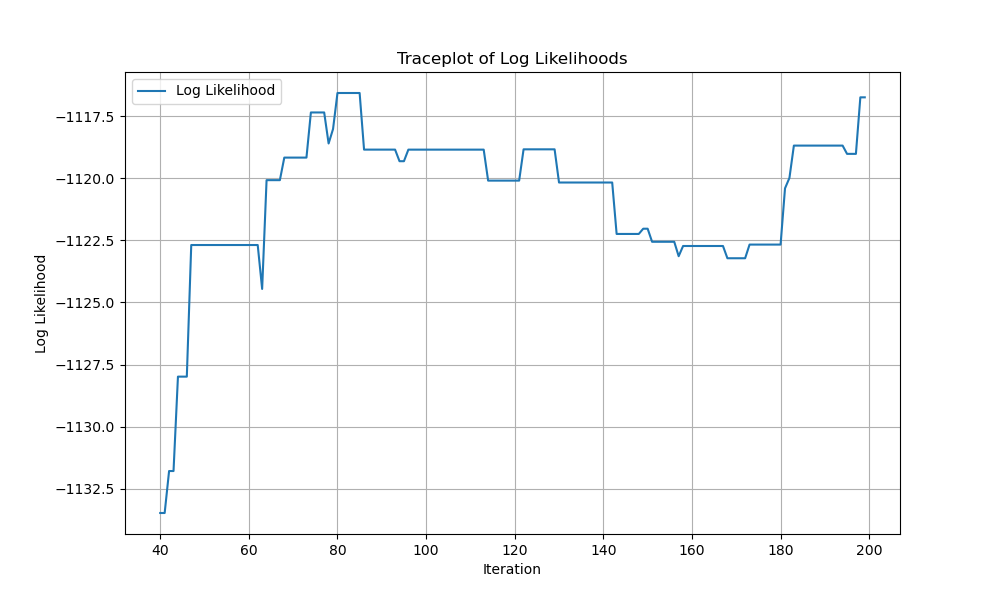 Traceplot of Log Likelihoods
Log Likelihood
−1117.5
−1120.0
−1122.5
−1125.0
−1127.5
−1130.0
−1132.5
Log Likelihood
40 60 80 100 120 140 160 180 200
Iteration